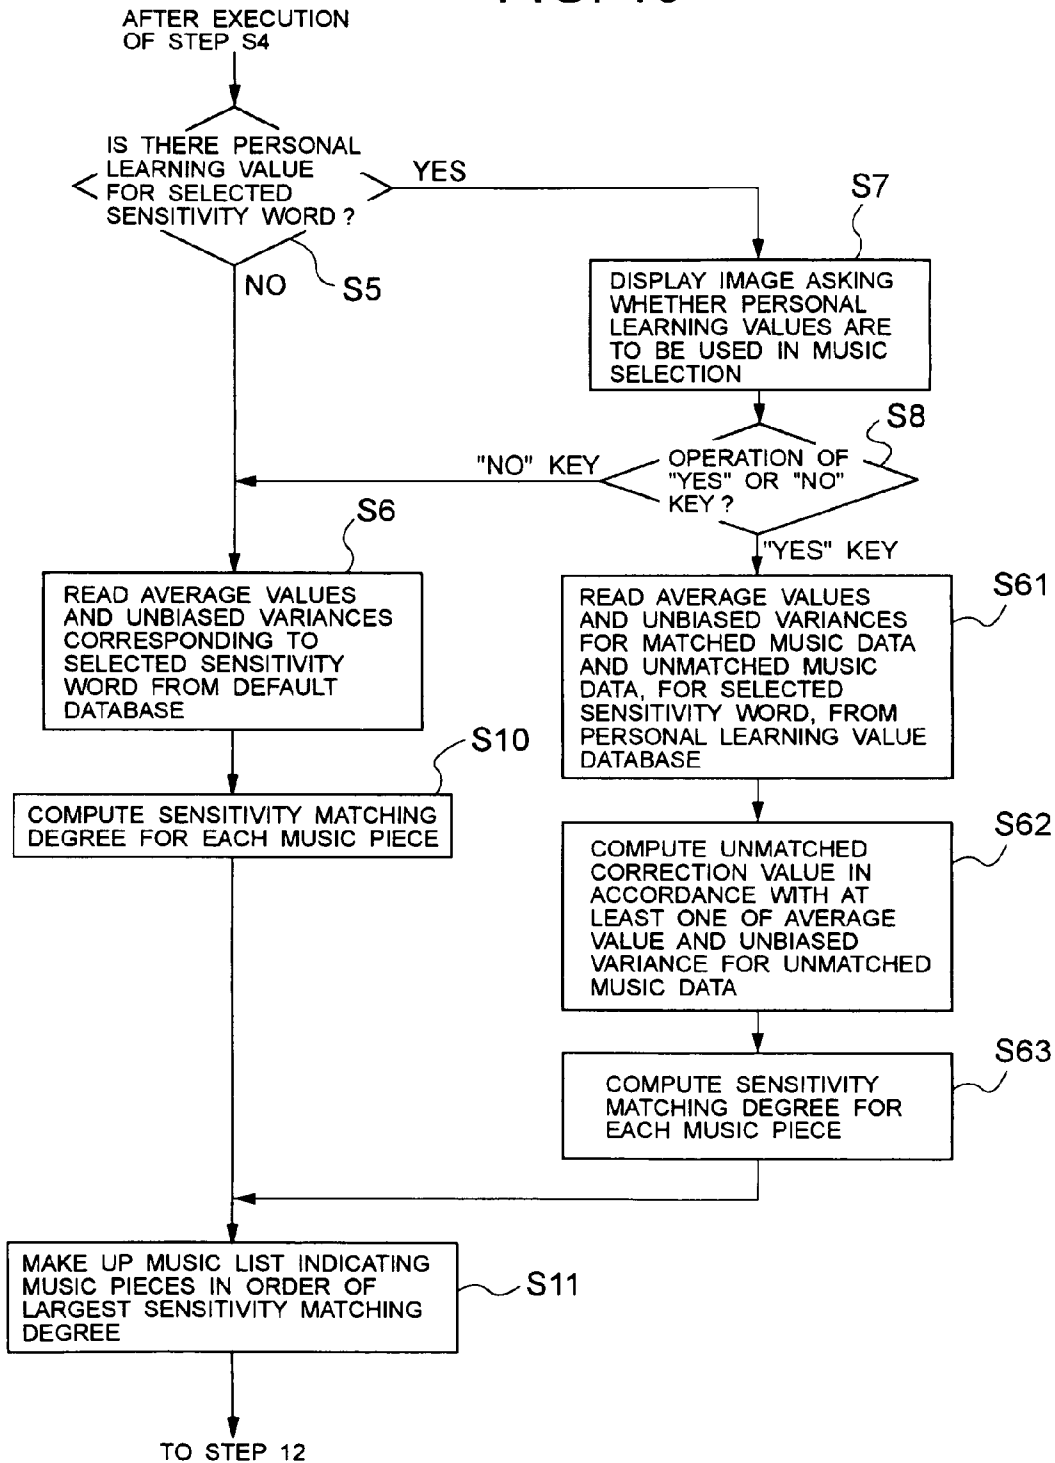 AFTER EXECUTION
OF STEP S4
IS THERE PERSONAL
LEARNING VALUE
FOR SELECTED
SENSITIVITY WORD ?
YES
NO
S5
S7
DISPLAY IMAGE ASKING
WHETHER PERSONAL
LEARNING VALUES ARE
TO BE USED IN MUSIC
SELECTION
S8
OPERATION OF
"YES" OR "NO"
KEY ?
"NO" KEY
"YES" KEY
S6
READ AVERAGE VALUES
AND UNBIASED VARIANCES
CORRESPONDING TO
SELECTED SENSITIVITY
WORD FROM DEFAULT
DATABASE
S61
READ AVERAGE VALUES
AND UNBIASED VARIANCES
FOR MATCHED MUSIC DATA
AND UNMATCHED MUSIC
DATA, FOR SELECTED
SENSITIVITY WORD, FROM
PERSONAL LEARNING VALUE
DATABASE
S10
COMPUTE SENSITIVITY MATCHING
DEGREE FOR EACH MUSIC PIECE
S62
COMPUTE UNMATCHED
CORRECTION VALUE IN
ACCORDANCE WITH AT
LEAST ONE OF AVERAGE
VALUE AND UNBIASED
VARIANCE FOR UNMATCHED
MUSIC DATA
S63
COMPUTE SENSITIVITY
MATCHING DEGREE FOR
EACH MUSIC PIECE
MAKE UP MUSIC LIST INDICATING
MUSIC PIECES IN ORDER OF
LARGEST SENSITIVITY MATCHING
DEGREE
S11
TO STEP 12